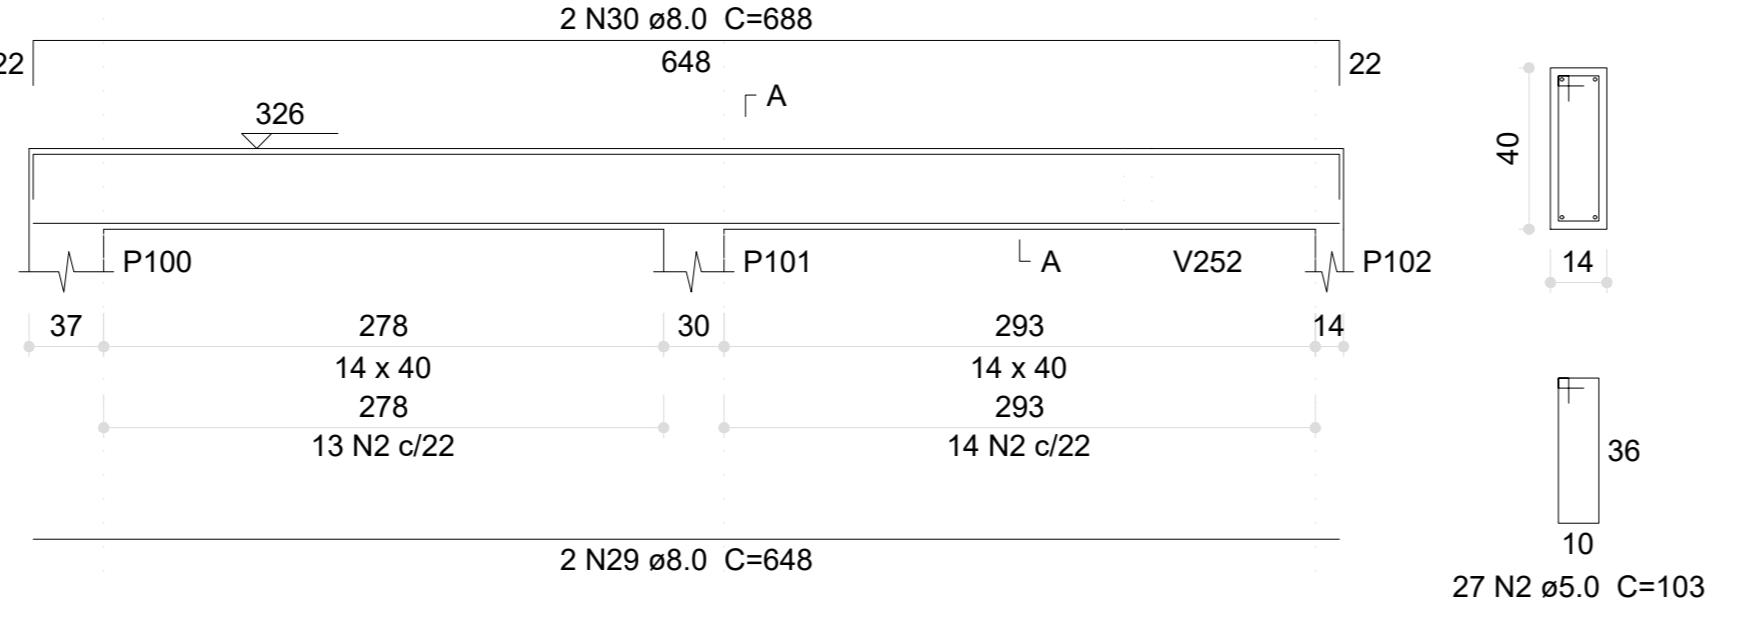 2 N30 ø8.0 C=688
22
648
22
A
326
40
P100
P101
A
V252
P102
14
37
278
30
293
14
14 x 40
14 x 40
278
293
13 N2 c/22
14 N2 c/22
36
10
2 N29 ø8.0 C=648
27 N2 ø5.0 C=103